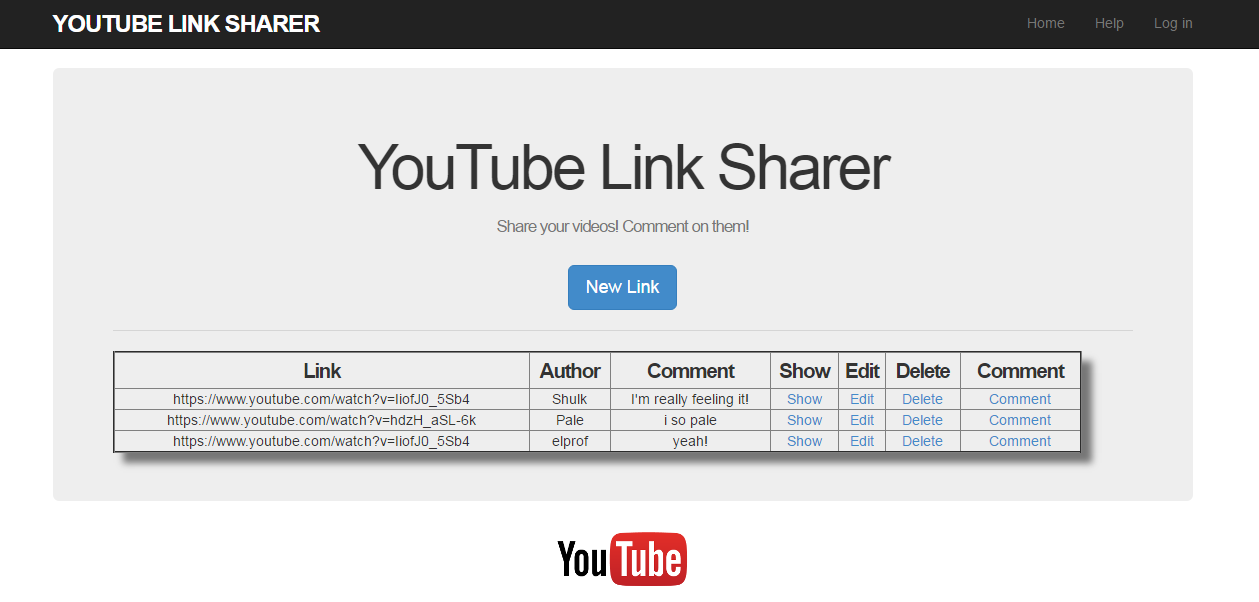 YOUTUBE LINK SHARER Home Help Log in
YouTube Link Sharer
Share your videos! Comment on them!
New Link
Link Author Comment Show Edit Delete Comment
https://www.youtube.com/watch?v=IiofJ0_5Sb4 Shulk I'm really feeling it! Show Edit Delete Comment
https://www.youtube.com/watch?v=hdzH_aSL-6k Pale i so pale Show Edit Delete Comment
https://www.youtube.com/watch?v=IiofJ0_5Sb4 elprof yeah! Show Edit Delete Comment
YouTube